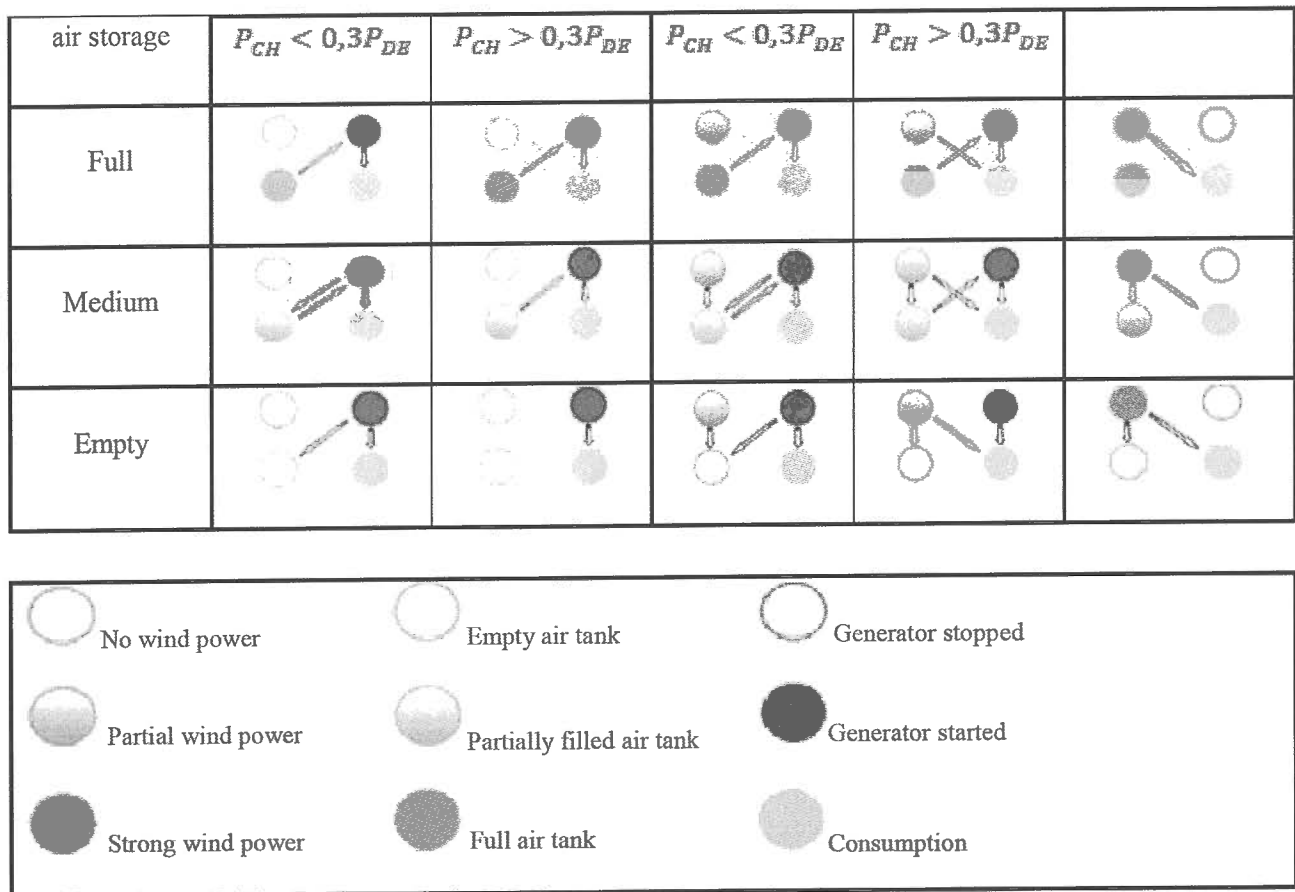 air storage P_CH < 0,3P_DE P_CH > 0,3P_DE P_CH < 0,3P_DE P_CH > 0,3P_DE
Full
Medium
Empty
No wind power Empty air tank Generator stopped
Partial wind power Partially filled air tank Generator started
Strong wind power Full air tank Consumption